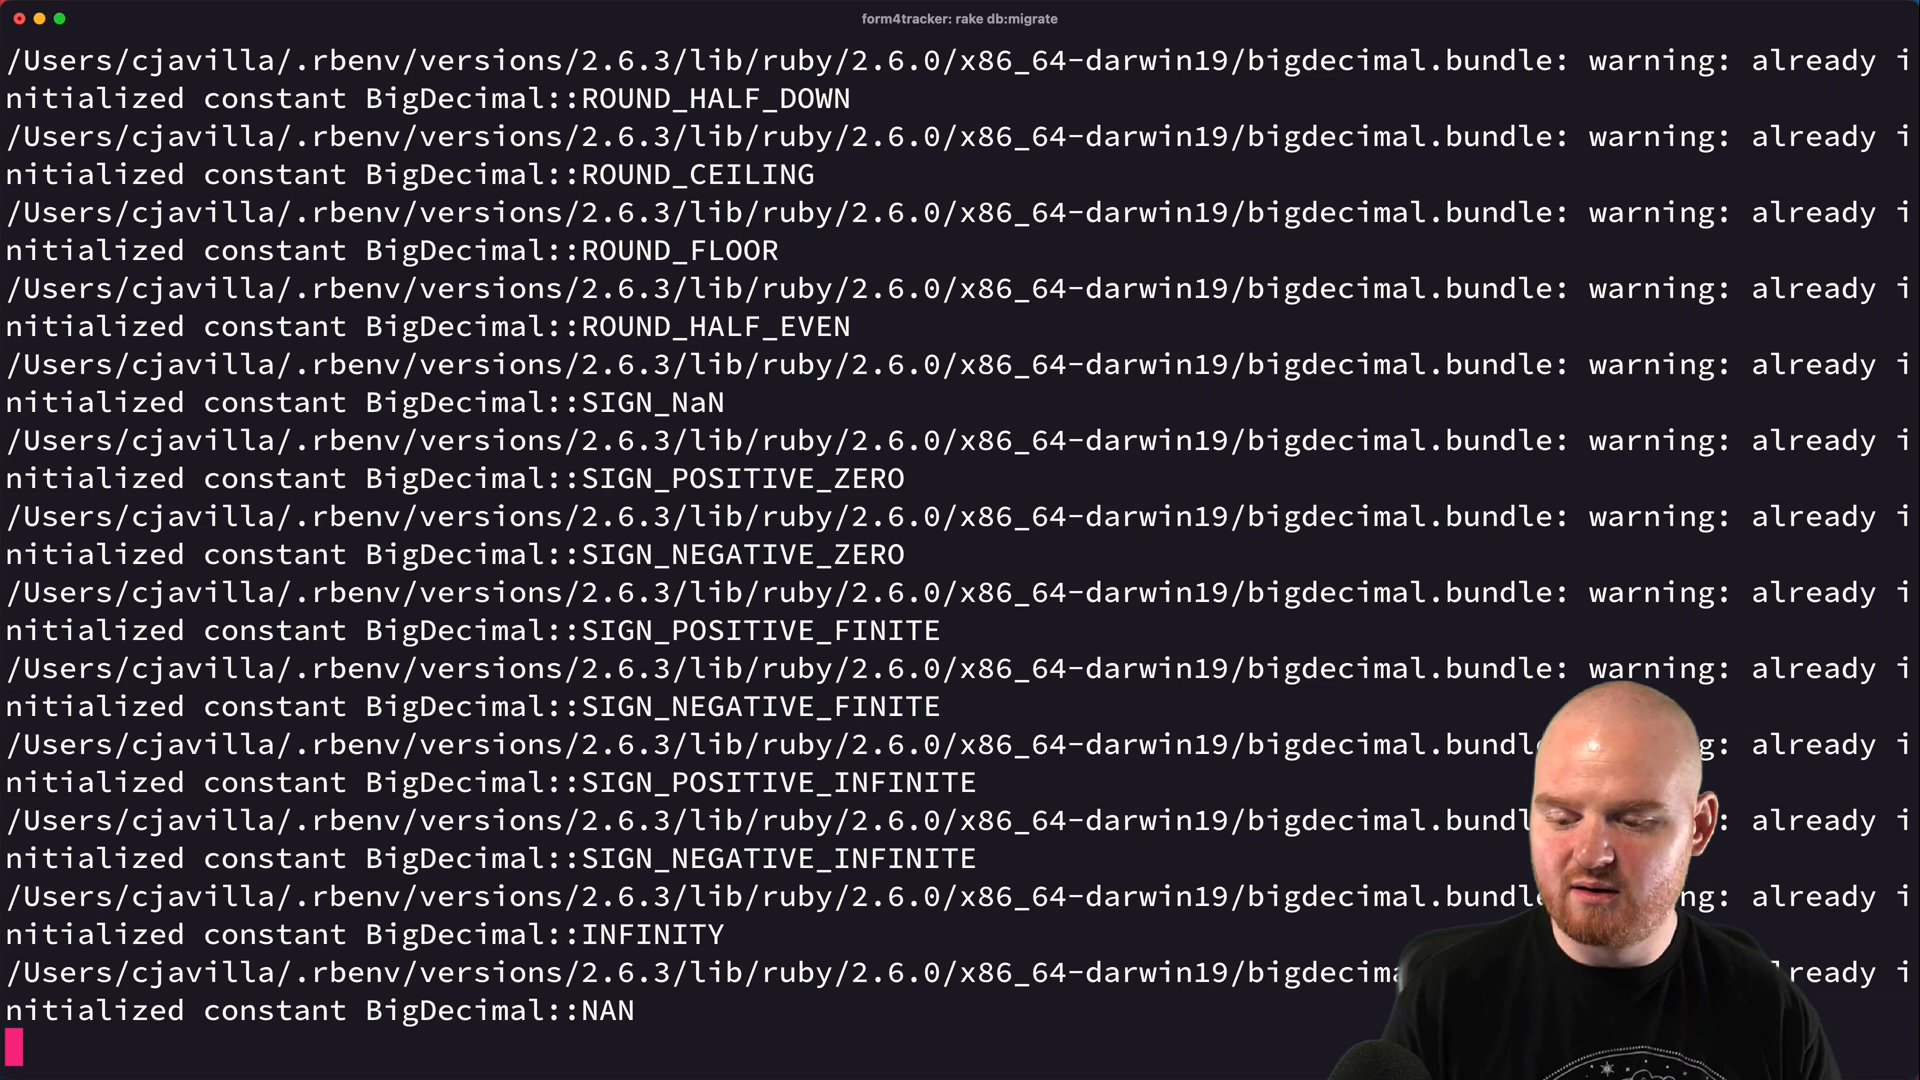 form4tracker: rake db:migrate
/Users/cjavilla/.rbenv/versions/2.6.3/lib/ruby/2.6.0/x86_64-darwin19/bigdecimal.bundle: warning: already i
nitialized constant BigDecimal::ROUND_HALF_DOWN
/Users/cjavilla/.rbenv/versions/2.6.3/lib/ruby/2.6.0/x86_64-darwin19/bigdecimal.bundle: warning: already i
nitialized constant BigDecimal::ROUND_CEILING
/Users/cjavilla/.rbenv/versions/2.6.3/lib/ruby/2.6.0/x86_64-darwin19/bigdecimal.bundle: warning: already i
nitialized constant BigDecimal::ROUND_FLOOR
/Users/cjavilla/.rbenv/versions/2.6.3/lib/ruby/2.6.0/x86_64-darwin19/bigdecimal.bundle: warning: already i
nitialized constant BigDecimal::ROUND_HALF_EVEN
/Users/cjavilla/.rbenv/versions/2.6.3/lib/ruby/2.6.0/x86_64-darwin19/bigdecimal.bundle: warning: already i
nitialized constant BigDecimal::SIGN_NaN
/Users/cjavilla/.rbenv/versions/2.6.3/lib/ruby/2.6.0/x86_64-darwin19/bigdecimal.bundle: warning: already i
nitialized constant BigDecimal::SIGN_POSITIVE_ZERO
/Users/cjavilla/.rbenv/versions/2.6.3/lib/ruby/2.6.0/x86_64-darwin19/bigdecimal.bundle: warning: already i
nitialized constant BigDecimal::SIGN_NEGATIVE_ZERO
/Users/cjavilla/.rbenv/versions/2.6.3/lib/ruby/2.6.0/x86_64-darwin19/bigdecimal.bundle: warning: already i
nitialized constant BigDecimal::SIGN_POSITIVE_FINITE
/Users/cjavilla/.rbenv/versions/2.6.3/lib/ruby/2.6.0/x86_64-darwin19/bigdecimal.bundle: warning: already i
nitialized constant BigDecimal::SIGN_NEGATIVE_FINITE
/Users/cjavilla/.rbenv/versions/2.6.3/lib/ruby/2.6.0/x86_64-darwin19/bigdecimal.bundl g: already i
nitialized constant BigDecimal::SIGN_POSITIVE_INFINITE
/Users/cjavilla/.rbenv/versions/2.6.3/lib/ruby/2.6.0/x86_64-darwin19/bigdecimal.bundl : already i
nitialized constant BigDecimal::SIGN_NEGATIVE_INFINITE
/Users/cjavilla/.rbenv/versions/2.6.3/lib/ruby/2.6.0/x86_64-darwin19/bigdecimal.bundl ng: already i
nitialized constant BigDecimal::INFINITY
/Users/cjavilla/.rbenv/versions/2.6.3/lib/ruby/2.6.0/x86_64-darwin19/bigdecima ready i
nitialized constant BigDecimal::NAN